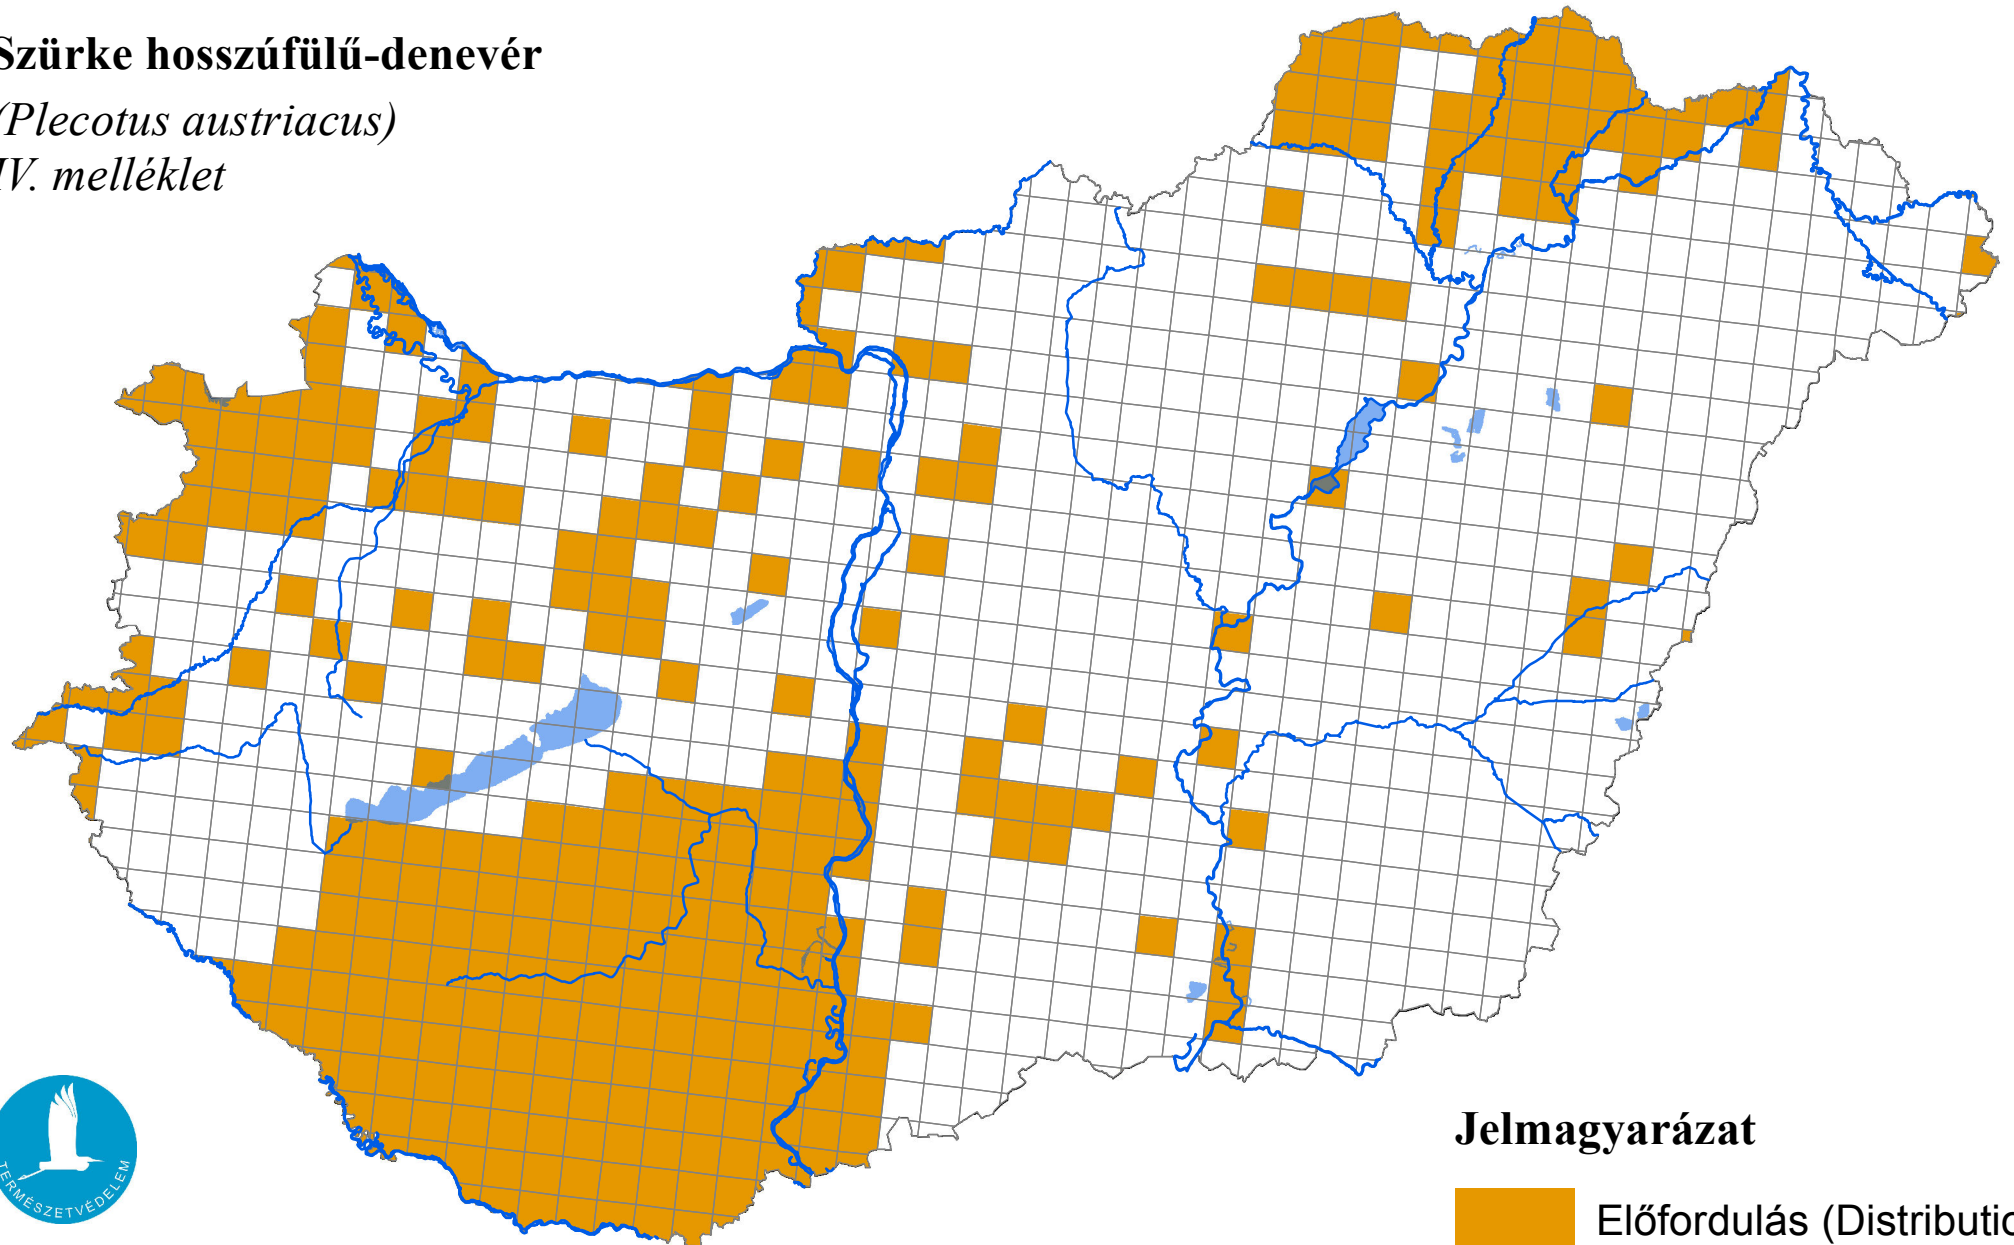 Szürke hosszúfülű-denevér
(Plecotus austriacus)
IV. melléklet
TERMÉSZETVÉDELEM
Jelmagyarázat
Előfordulás (Distributio